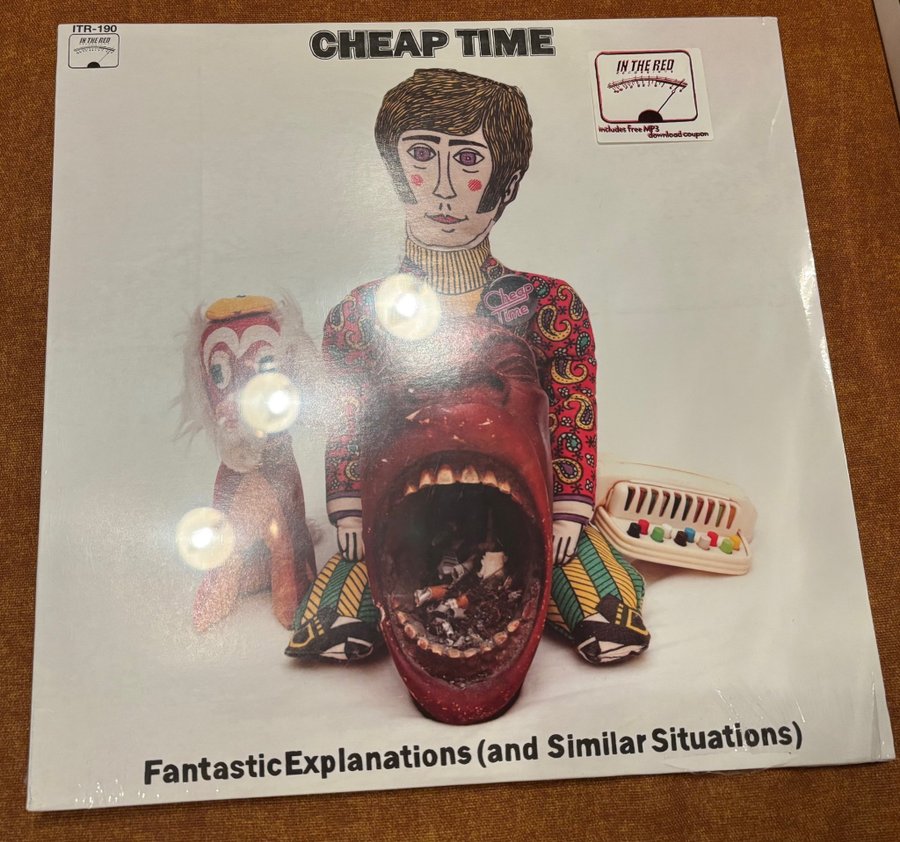 ITR-190
IN THE RED
CHEAP TIME
IN THE RED
includes free MP3
download coupon
Cheap
Time
Fantastic Explanations (and Similar Situations)